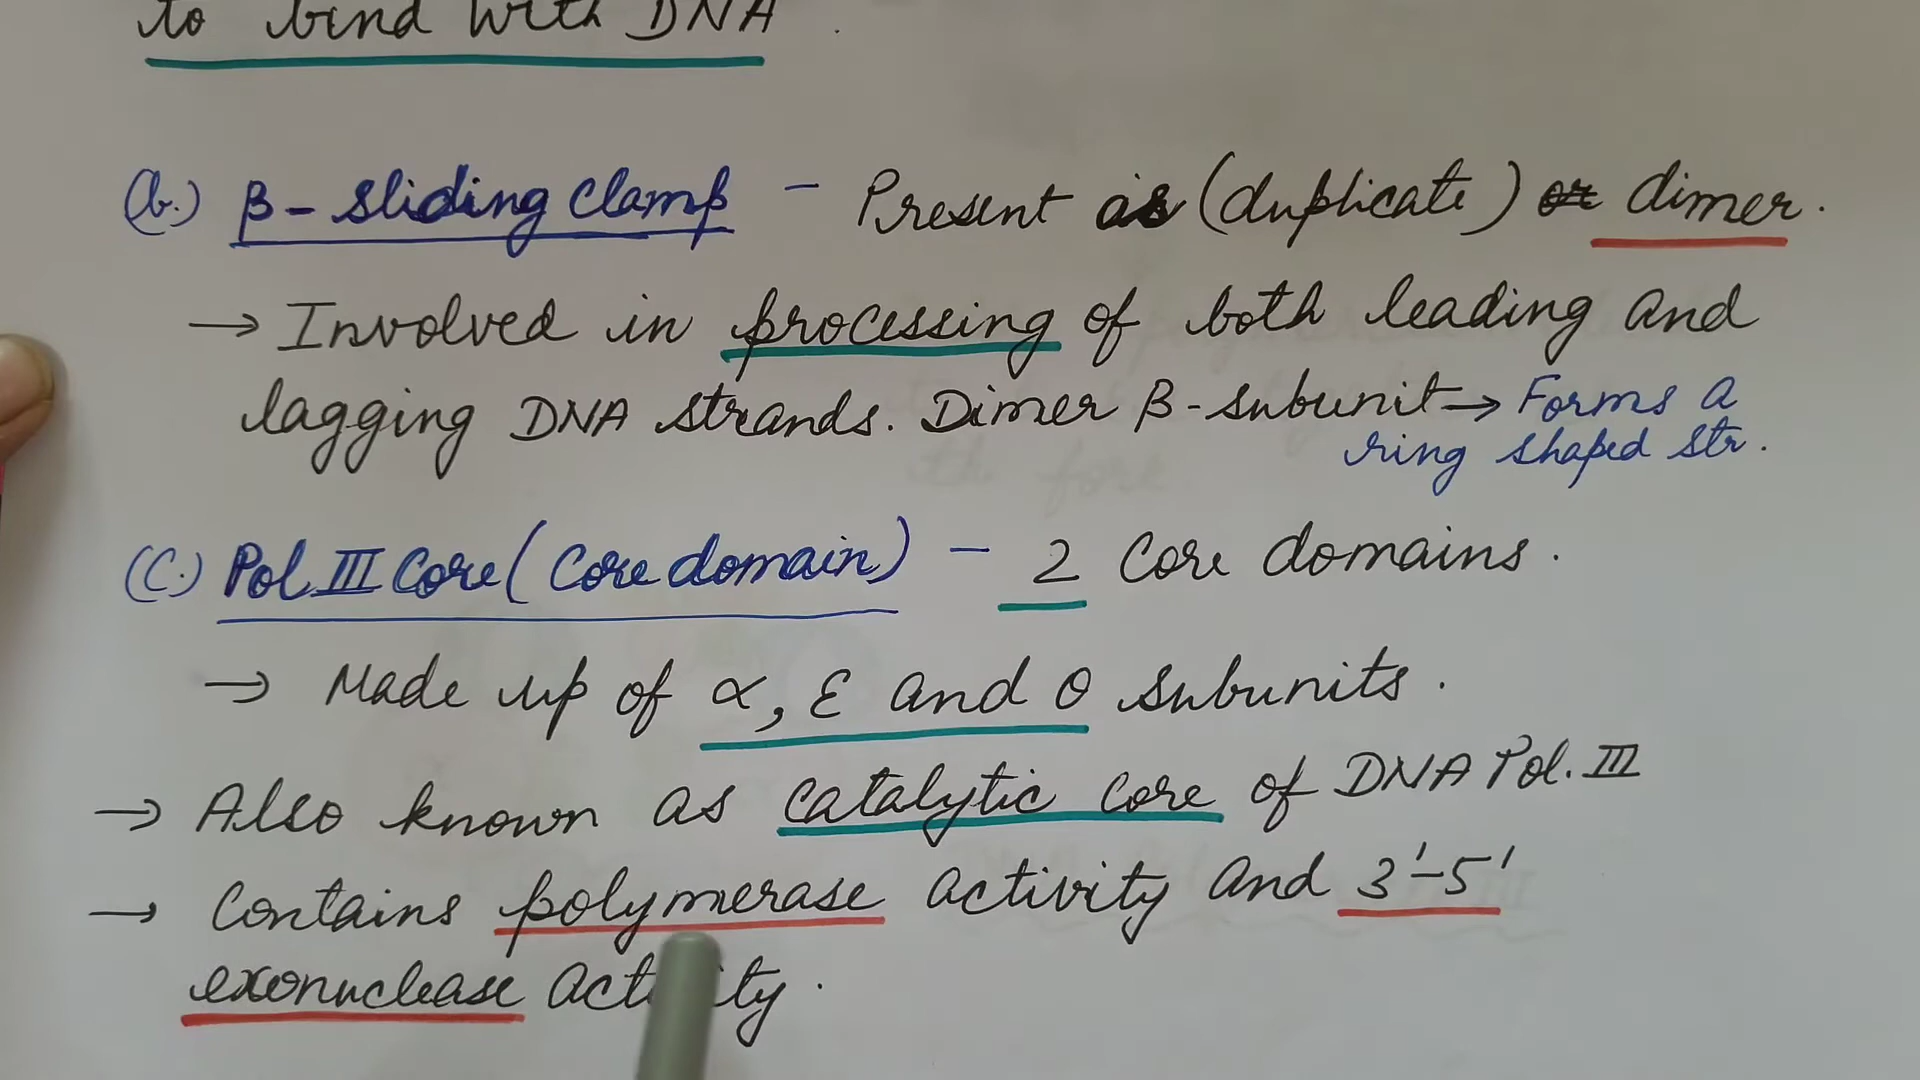 to bind with DNA.
(b.) β-Sliding Clamp - Present as (duplicate) or dimer.
→ Involved in processing of both leading and
lagging DNA strands. Dimer β-subunit → Forms a
ring shaped str.
(C.) Pol III Core (Core domain) - 2 Core domains.
→ Made up of α, ε and θ subunits.
→ Also known as catalytic core of DNA Pol. III
→ Contains polymerase activity and 3'-5'
exonuclease activity.